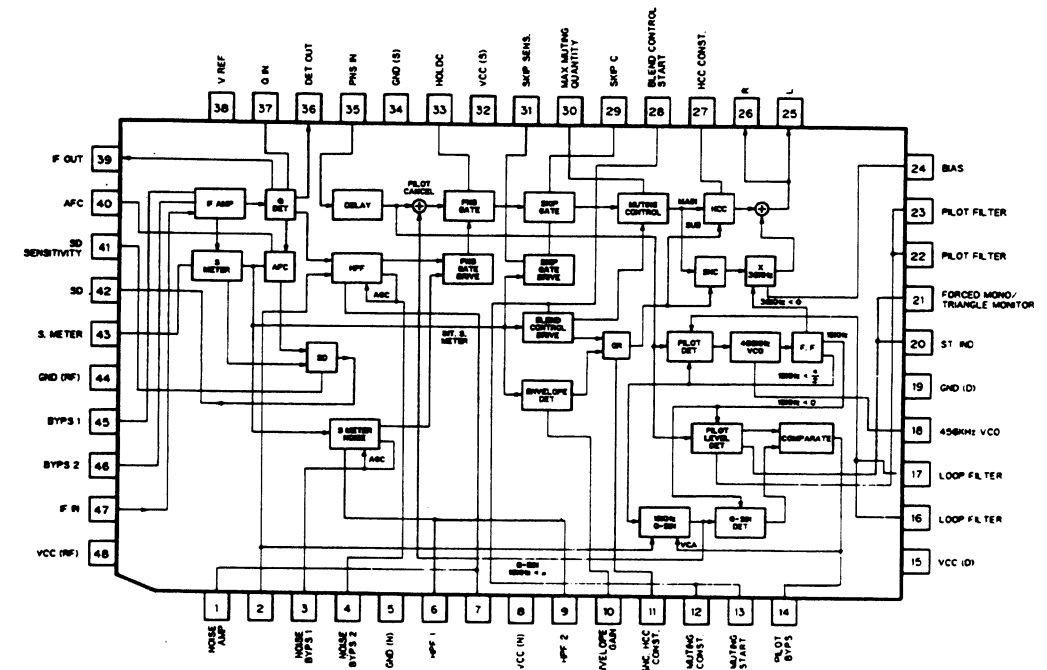 V REF
Q IN
DET OUT
PNS IN
GND (S)
HOLDC
VCC (S)
SKIP SENS.
MAX MUTING
QUANTITY
SKIP C
BLEND CONTROL
START
HCC CONST.
R
L
38
37
36
35
34
33
32
31
30
29
28
27
26
25
IF OUT
39
AFC
40
SD
SENSITIVITY
41
SD
42
S. METER
43
GND (RF)
44
BYPS 1
45
BYPS 2
46
IF IN
47
VCC (RF)
48
24
BIAS
23
PILOT FILTER
22
PILOT FILTER
21
FORCED MONO/
TRIANGLE MONITOR
20
ST IND
19
GND (D)
18
456KHz VCO
17
LOOP FILTER
16
LOOP FILTER
15
VCC (D)
IF AMP
Q
DET
DELAY
PILOT
CANCEL
PNS
GATE
SKIP
GATE
MUTING
CONTROL
MAIN
SUB
HCC
S
METER
AFC
HPF
AGC
PNS
GATE
DRIVE
SKIP
GATE
DRIVE
SNC
X
38KHz
38KHz < 0
INT. S.
METER
BLEND
CONTROL
DRIVE
OR
PILOT
DET
456KHz
VCO
F. F
19KHz
19KHz <
SD
ENVELOPE
DET
19KHz < 0
S METER
NOISE
AGC
PILOT
LEVEL
DET
COMPARATE
19KHz
VCA
DET
1
2
3
4
5
6
7
8
9
10
11
12
13
14
NOISE
AMP
NOISE
BYPS 1
NOISE
BYPS 2
GND (N)
HPF 1
VCC (N)
HPF 2
ENVELOPE
GAIN
SNC, HCC
CONST.
MUTING
CONST.
MUTING
START
PILOT
BYPS